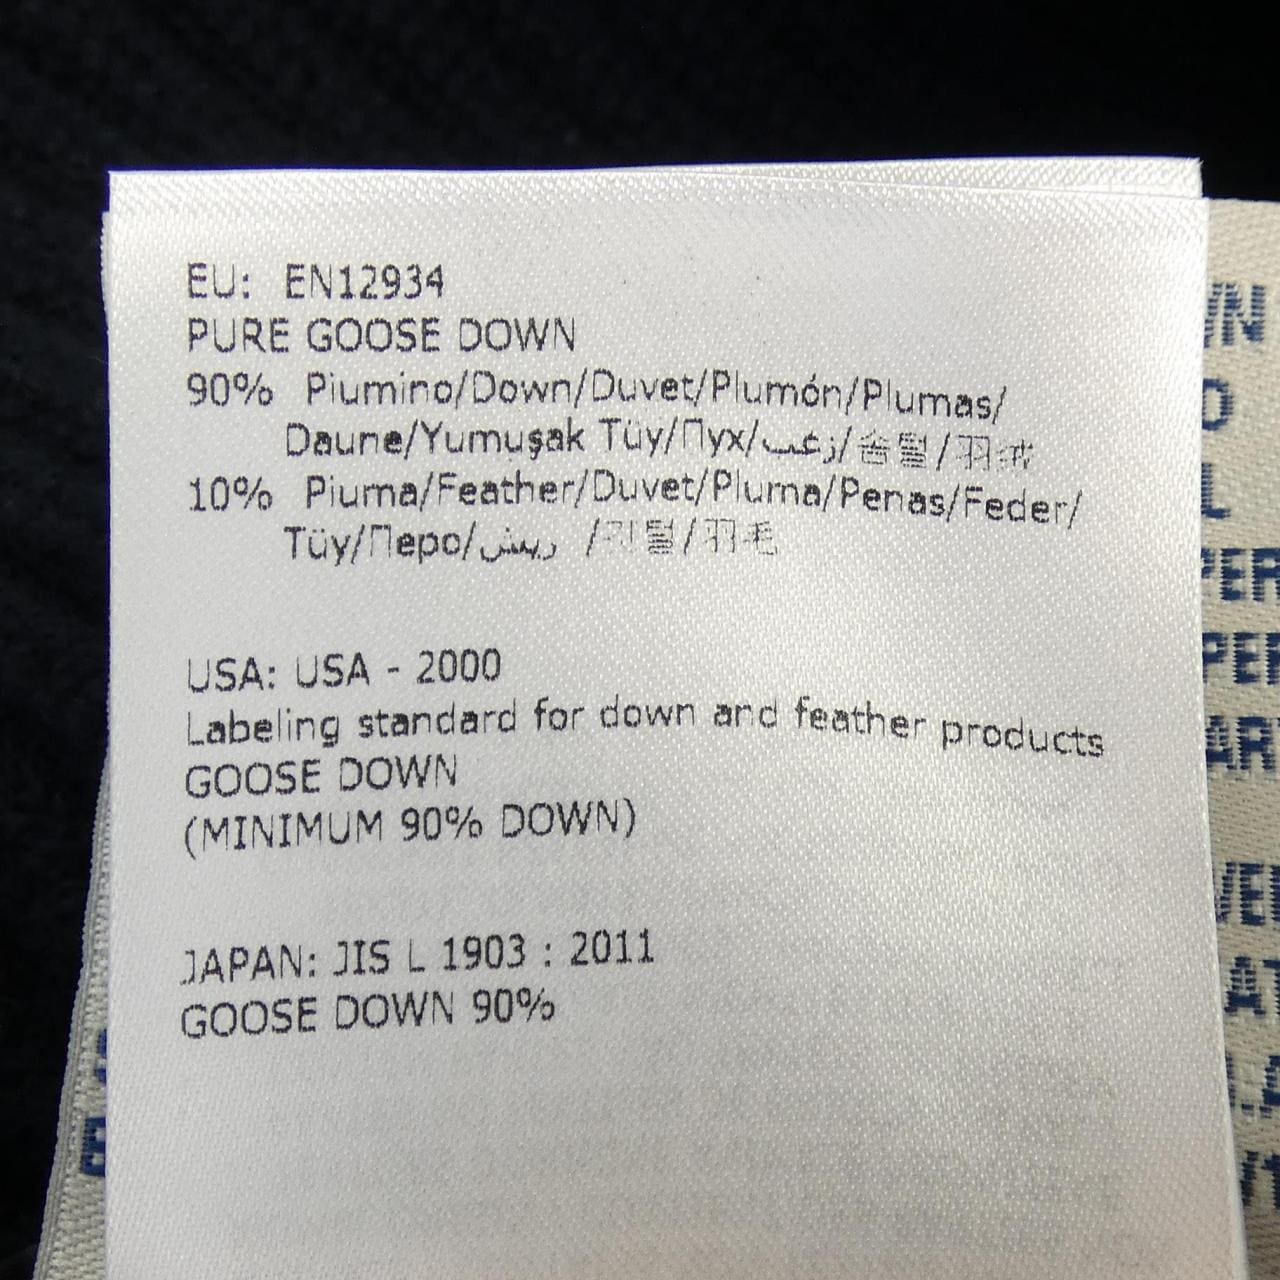 EU: EN12934
PURE GOOSE DOWN
90% Piumino/Down/Duvet/Plumón/Plumas/
Daune/Yumuşak Tüy/Пух/زغب/솜털/羽绒
10% Piuma/Feather/Duvet/Pluma/Penas/Feder/
Tüy/Перо/ريش /깃털/羽毛
USA: USA - 2000
Labeling standard for down and feather products
GOOSE DOWN
(MINIMUM 90% DOWN)
JAPAN: JIS L 1903 : 2011
GOOSE DOWN 90%